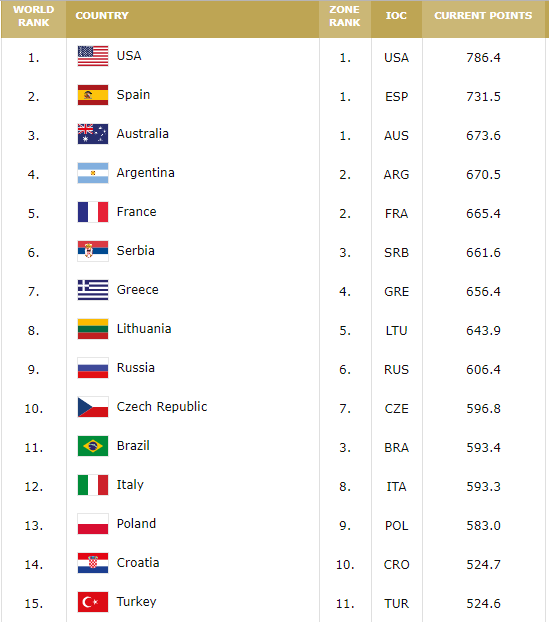 WORLD RANK COUNTRY ZONE RANK IOC CURRENT POINTS
1. USA 1. USA 786.4
2. Spain 1. ESP 731.5
3. Australia 1. AUS 673.6
4. Argentina 2. ARG 670.5
5. France 2. FRA 665.4
6. Serbia 3. SRB 661.6
7. Greece 4. GRE 656.4
8. Lithuania 5. LTU 643.9
9. Russia 6. RUS 606.4
10. Czech Republic 7. CZE 596.8
11. Brazil 3. BRA 593.4
12. Italy 8. ITA 593.3
13. Poland 9. POL 583.0
14. Croatia 10. CRO 524.7
15. Turkey 11. TUR 524.6